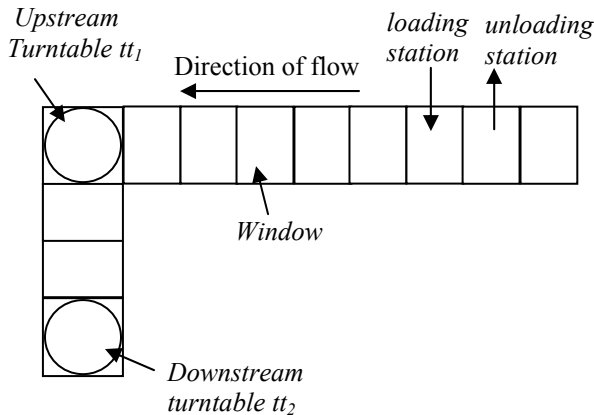 Upstream
Turntable tt1
Direction of flow
loading
station
unloading
station
Window
Downstream
turntable tt2